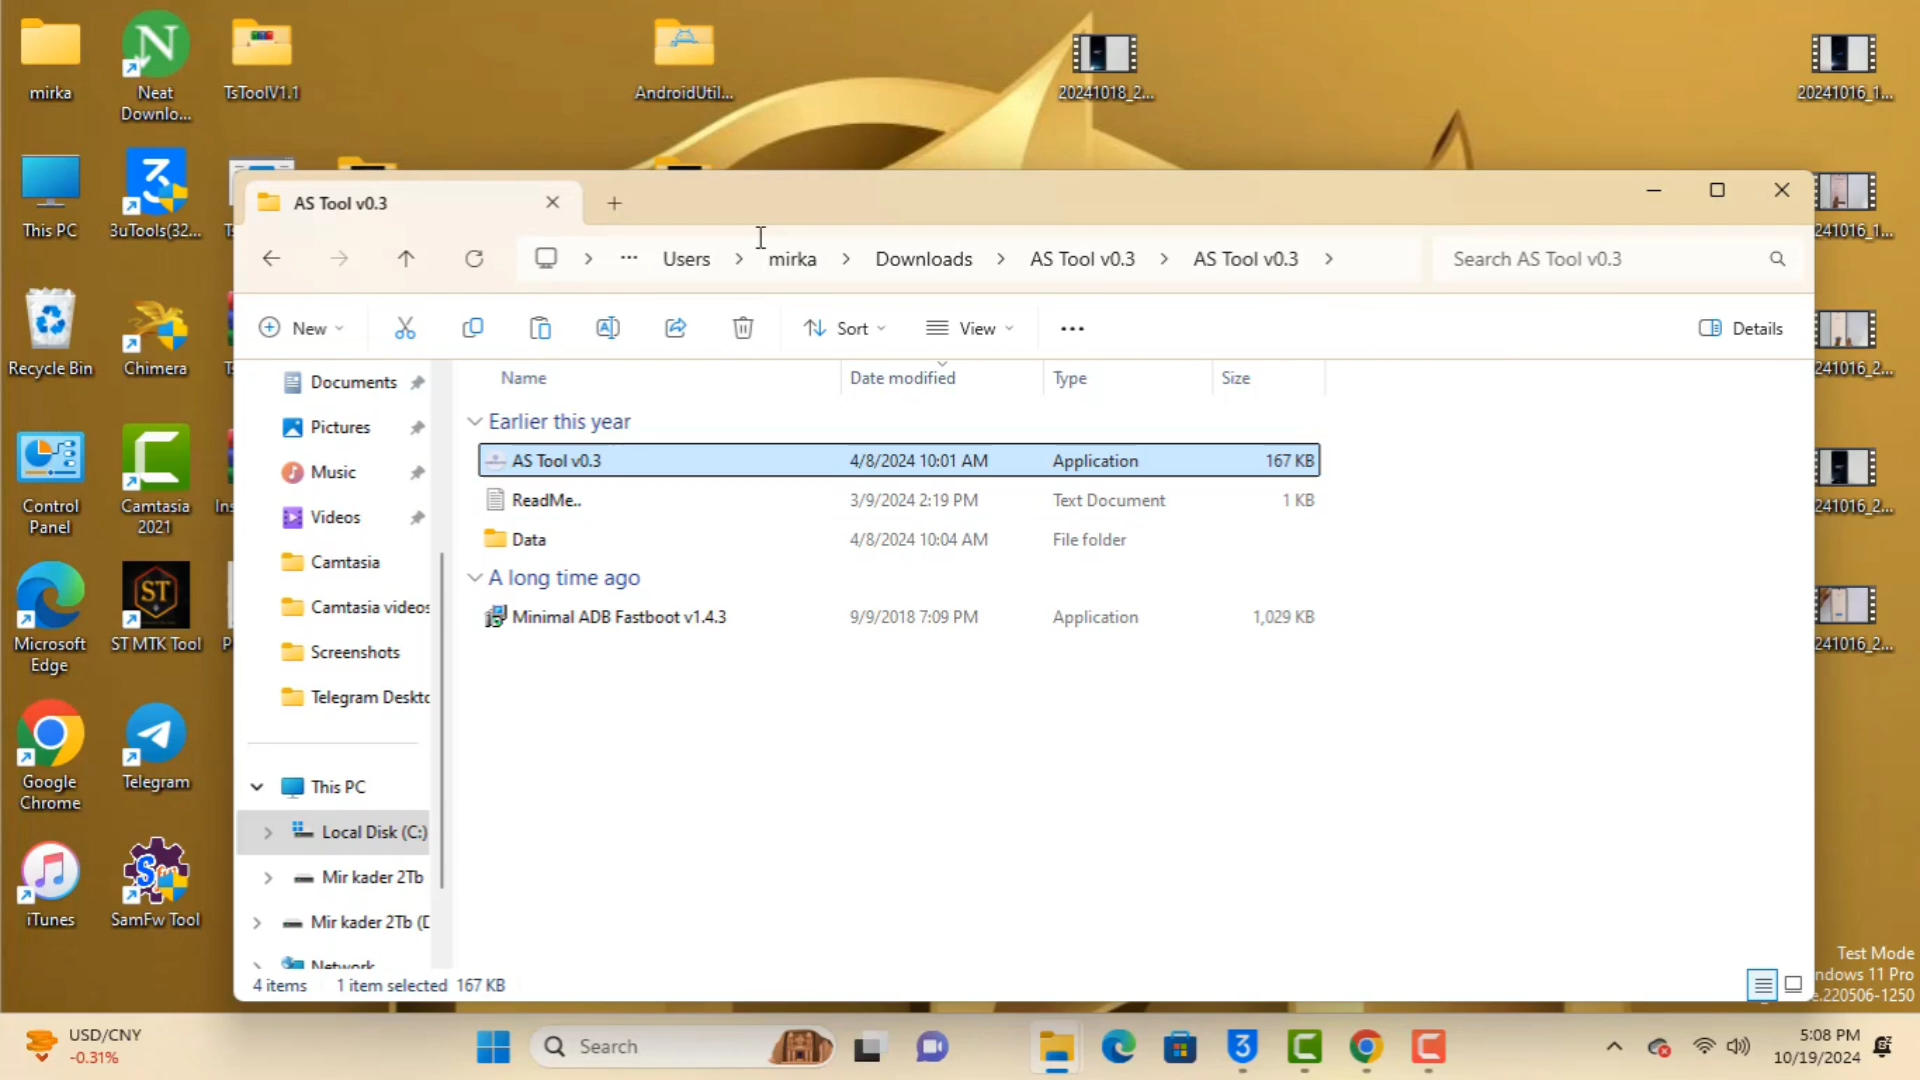 mirka
Neat
Downlo...
TsToolV1.1
AndroidUtil...
20241018_2...
20241016_1...
This PC
3uTools(32...
AS Tool v0.3
Users
mirka
Downloads
AS Tool v0.3
AS Tool v0.3
Search AS Tool v0.3
241016_1...
New
Sort
View
Details
Recycle Bin
Chimera
241016_2...
Documents
Pictures
Music
Videos
Camtasia
Camtasia videos
Screenshots
Telegram Deskto
This PC
Local Disk (C:)
Mir kader 2Tb
Mir kader 2Tb (D
Network
Name
Date modified
Type
Size
Earlier this year
AS Tool v0.3 4/8/2024 10:01 AM Application 167 KB
ReadMe.. 3/9/2024 2:19 PM Text Document 1 KB
Data 4/8/2024 10:04 AM File folder
A long time ago
Minimal ADB Fastboot v1.4.3 9/9/2018 7:09 PM Application 1,029 KB
Control
Panel
Camtasia
2021
241016_2...
Microsoft
Edge
ST
ST MTK Tool
241016_2...
Google
Chrome
Telegram
iTunes
SamFw Tool
4 items 1 item selected 167 KB
Test Mode
ndows 11 Pro
e.220506-1250
USD/CNY
-0.31%
Search
5:08 PM
10/19/2024